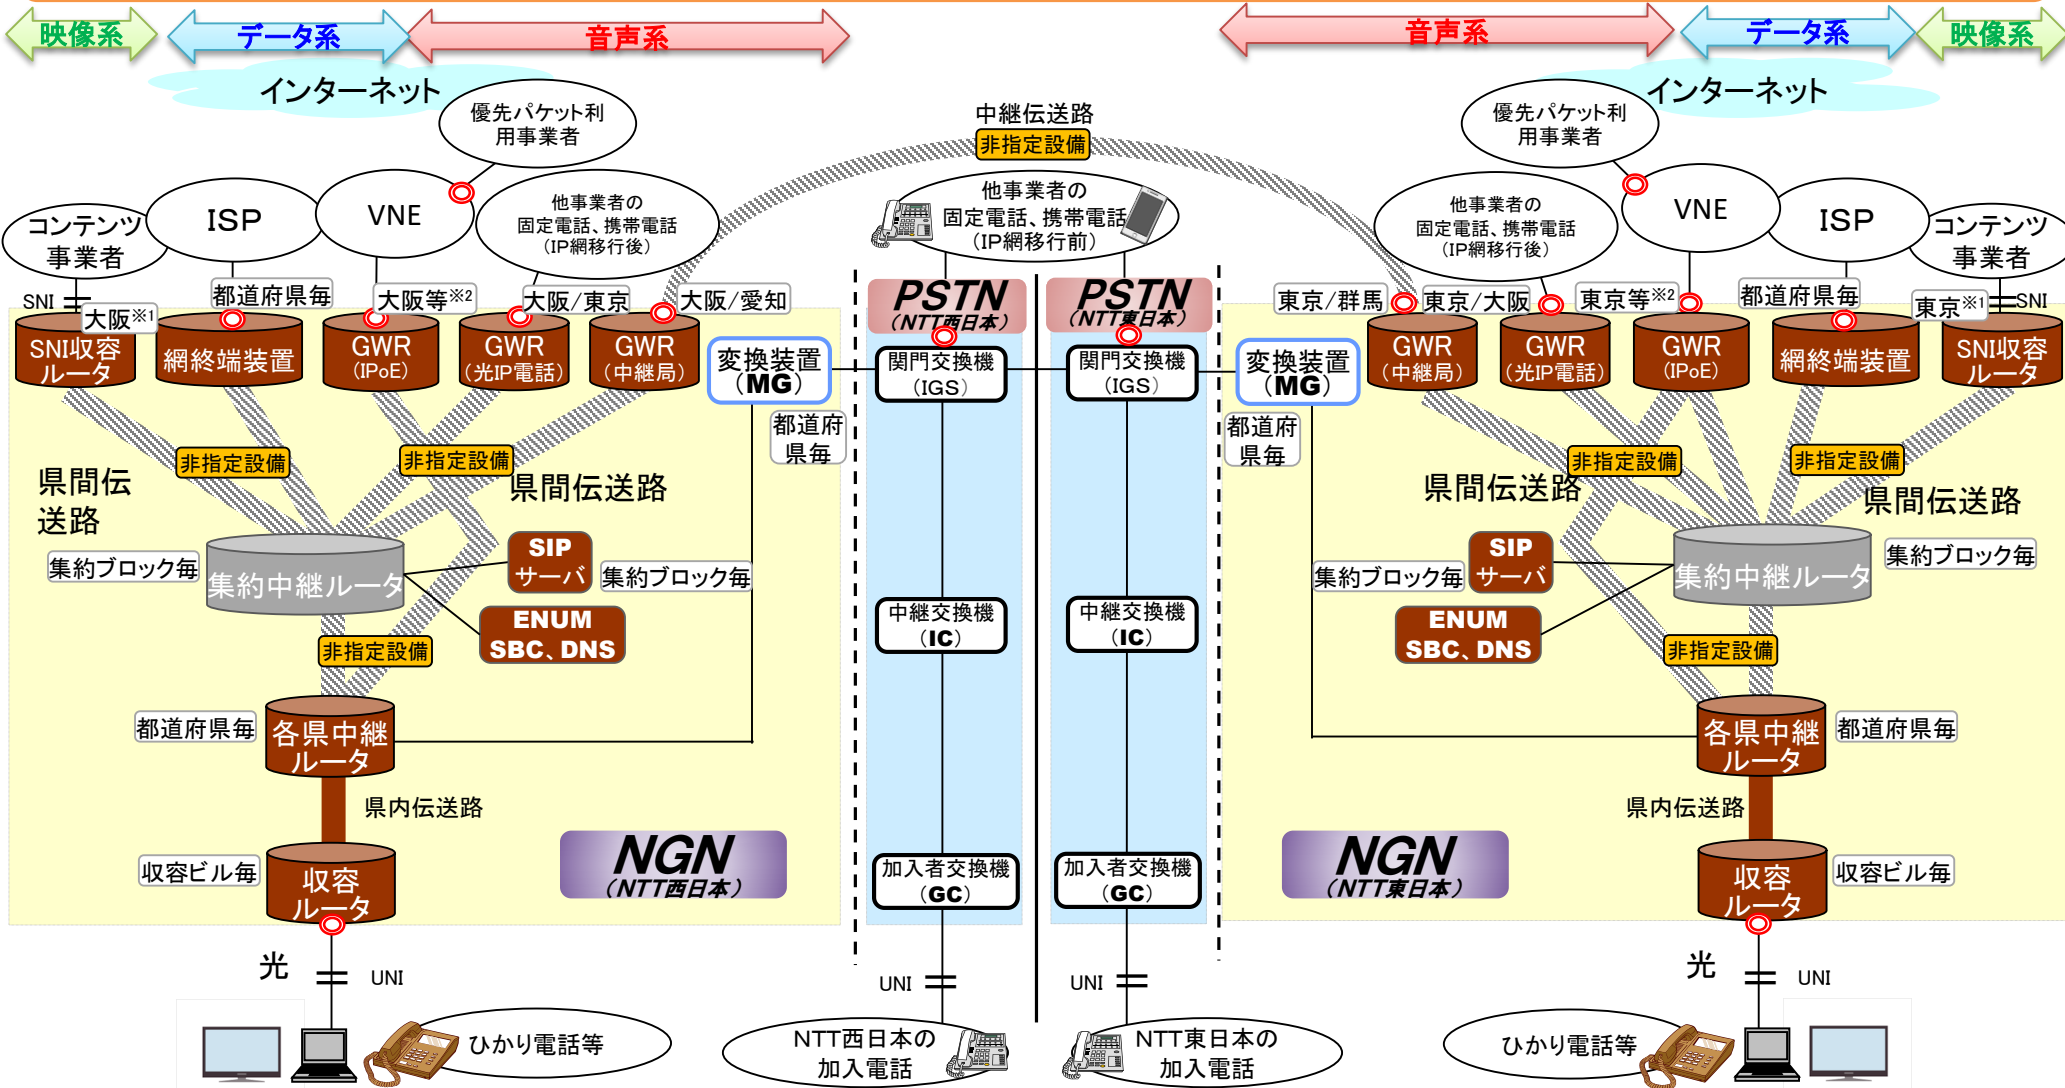 映像系
データ系
音声系
音声系
データ系
映像系
インターネット
インターネット
優先パケット利
用事業者
優先パケット利
用事業者
中継伝送路
非指定設備
コンテンツ
事業者
ISP
VNE
他事業者の
固定電話、携帯電話
(IP網移行後)
他事業者の
固定電話、携帯電話
(IP網移行前)
他事業者の
固定電話、携帯電話
(IP網移行後)
VNE
ISP
コンテンツ
事業者
SNI
大阪※1
都道府県毎
大阪等※2
大阪/東京
大阪/愛知
PSTN
(NTT西日本)
PSTN
(NTT東日本)
東京/群馬
東京/大阪
東京等※2
都道府県毎
東京※1
SNI
SNI収容
ルータ
網終端装置
GWR
(IPoE)
GWR
(光IP電話)
GWR
(中継局)
変換装置
(MG)
関門交換機
(IGS)
関門交換機
(IGS)
変換装置
(MG)
GWR
(中継局)
GWR
(光IP電話)
GWR
(IPoE)
網終端装置
SNI収容
ルータ
都道府
県毎
都道府
県毎
非指定設備
非指定設備
非指定設備
非指定設備
県間伝
送路
県間伝送路
県間伝送路
県間伝送路
集約ブロック毎
集約中継ルータ
SIP
サーバ
集約ブロック毎
ENUM
SBC、DNS
中継交換機
(IC)
中継交換機
(IC)
集約ブロック毎
SIP
サーバ
集約中継ルータ
集約ブロック毎
ENUM
SBC、DNS
非指定設備
非指定設備
都道府県毎
各県中継
ルータ
各県中継
ルータ
都道府県毎
県内伝送路
県内伝送路
収容ビル毎
収容
ルータ
NGN
(NTT西日本)
加入者交換機
(GC)
加入者交換機
(GC)
NGN
(NTT東日本)
収容
ルータ
収容ビル毎
光
UNI
UNI
UNI
光
UNI
ひかり電話等
NTT西日本の
加入電話
NTT東日本の
加入電話
ひかり電話等